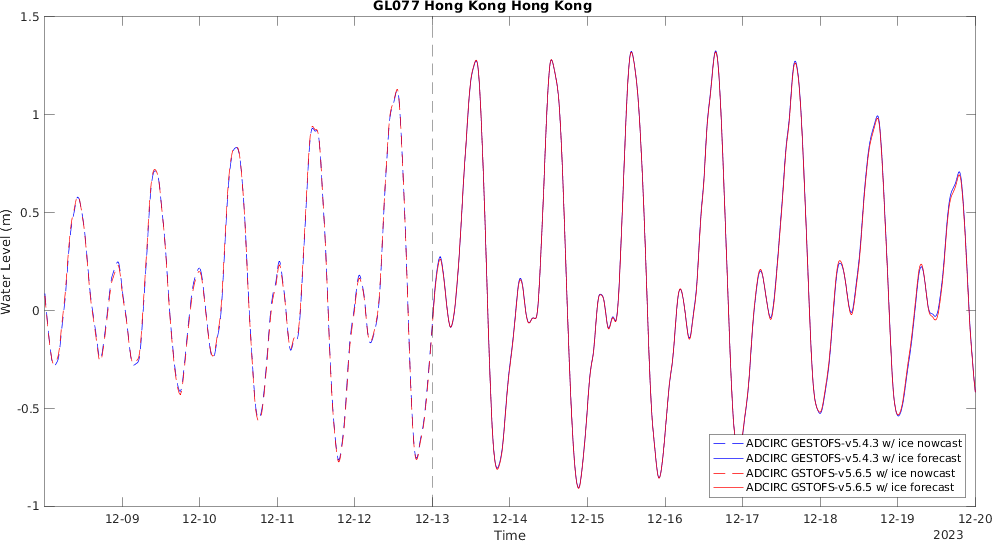 GL077 Hong Kong Hong Kong
1.5
1
0.5
0
-0.5
-1
Water Level (m)
12-09 12-10 12-11 12-12 12-13 12-14 12-15 12-16 12-17 12-18 12-19 12-20
Time
2023
ADCIRC GESTOFS-v5.4.3 w/ ice nowcast
ADCIRC GESTOFS-v5.4.3 w/ ice forecast
ADCIRC GSTOFS-v5.6.5 w/ ice nowcast
ADCIRC GSTOFS-v5.6.5 w/ ice forecast